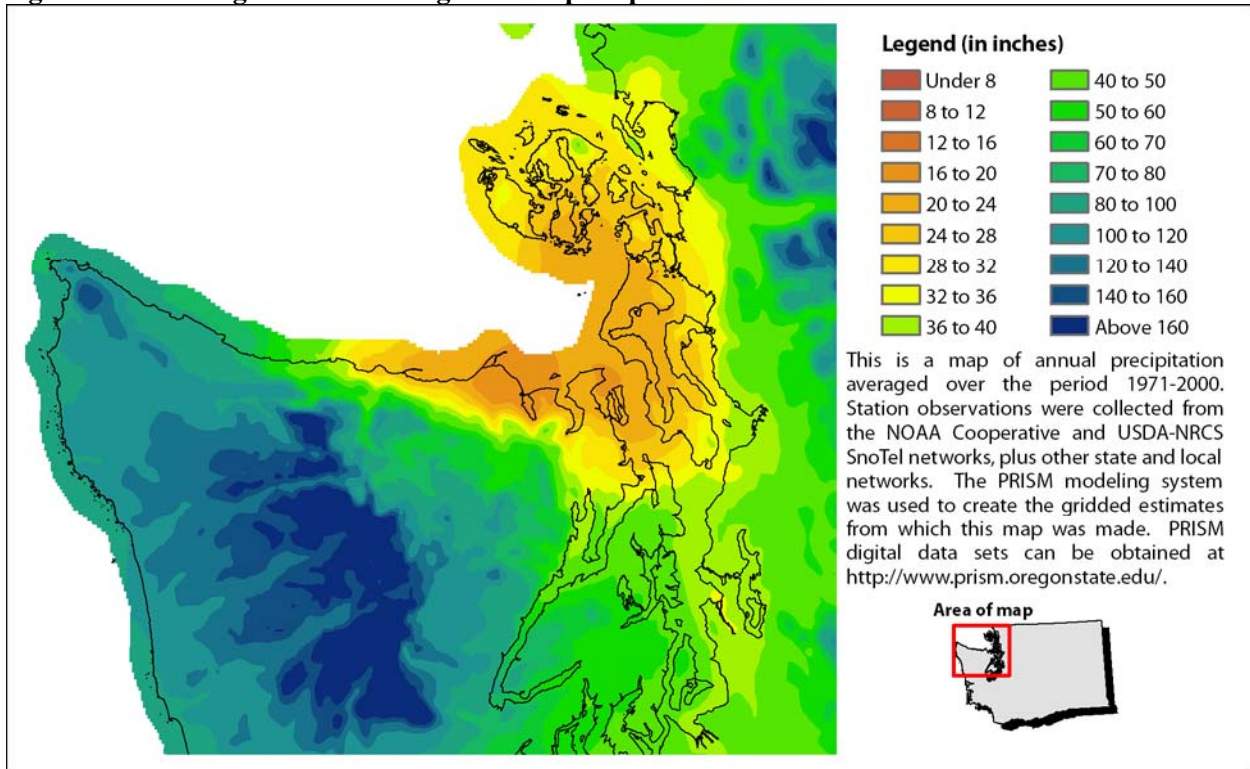 Legend (in inches)
Under 8
8 to 12
12 to 16
16 to 20
20 to 24
24 to 28
28 to 32
32 to 36
36 to 40
40 to 50
50 to 60
60 to 70
70 to 80
80 to 100
100 to 120
120 to 140
140 to 160
Above 160
This is a map of annual precipitation
averaged over the period 1971-2000.
Station observations were collected from
the NOAA Cooperative and USDA-NRCS
SnoTel networks, plus other state and local
networks. The PRISM modeling system
was used to create the gridded estimates
from which this map was made. PRISM
digital data sets can be obtained at
http://www.prism.oregonstate.edu/.
Area of map